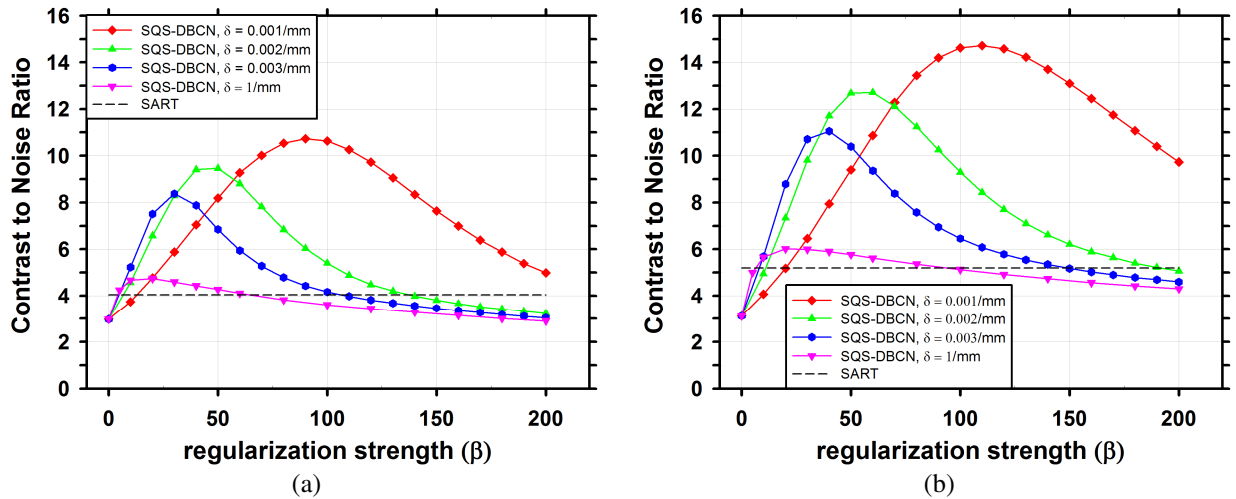 16
14
12
10
8
6
4
2
0
Contrast to Noise Ratio
SQS-DBCN, δ = 0.001/mm
SQS-DBCN, δ = 0.002/mm
SQS-DBCN, δ = 0.003/mm
SQS-DBCN, δ = 1/mm
SART
0 50 100 150 200
regularization strength (β)
(a)
16
14
12
10
8
6
4
2
0
Contrast to Noise Ratio
SQS-DBCN, δ = 0.001/mm
SQS-DBCN, δ = 0.002/mm
SQS-DBCN, δ = 0.003/mm
SQS-DBCN, δ = 1/mm
SART
0 50 100 150 200
regularization strength (β)
(b)